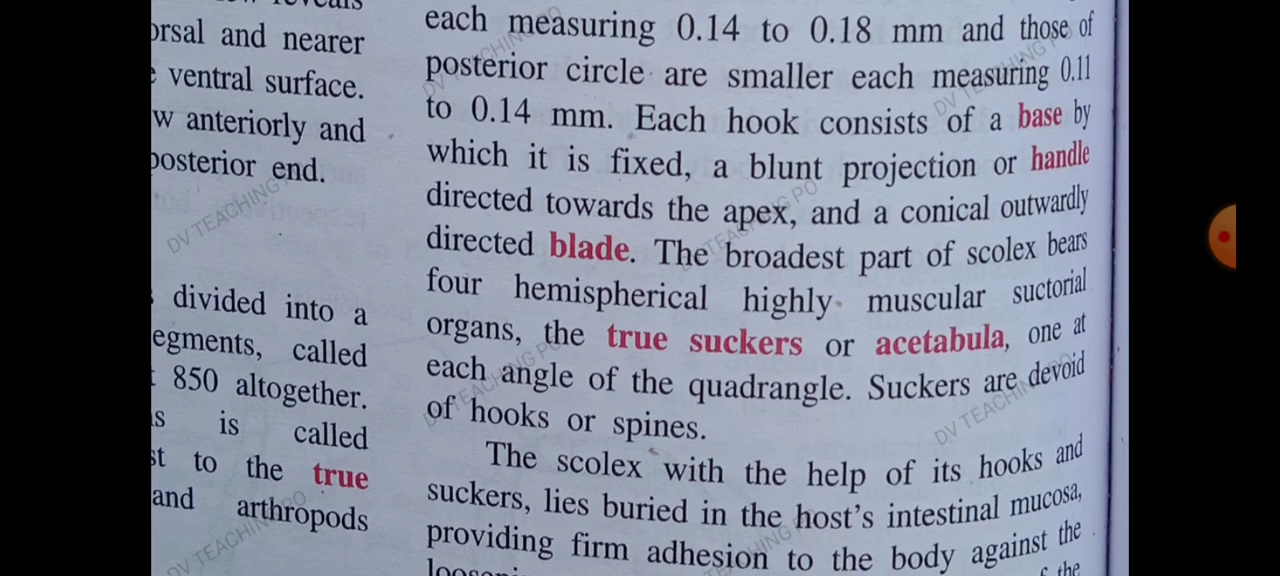 orsal and nearer
ventral surface.
w anteriorly and
posterior end.
divided into a
egments, called
850 altogether.
is called
st to the true
and arthropods
each measuring 0.14 to 0.18 mm and those of
posterior circle are smaller each measuring 0.11
to 0.14 mm. Each hook consists of a base by
which it is fixed, a blunt projection or handle
directed towards the apex, and a conical outwardly
directed blade. The broadest part of scolex bears
four hemispherical highly muscular suctorial
organs, the true suckers or acetabula, one at
each angle of the quadrangle. Suckers are devoid
of hooks or spines.
The scolex with the help of its hooks and
suckers, lies buried in the host's intestinal mucosa,
providing firm adhesion to the body against the
the